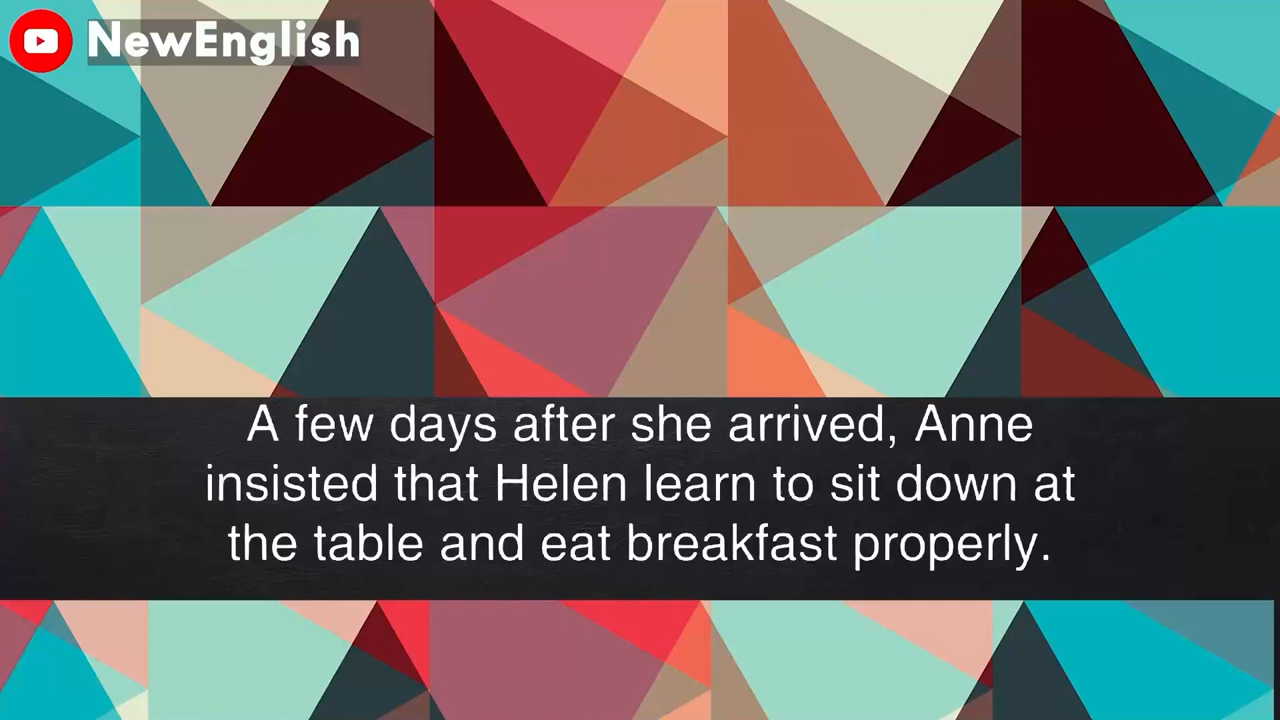 NewEnglish
A few days after she arrived, Anne
insisted that Helen learn to sit down at
the table and eat breakfast properly.